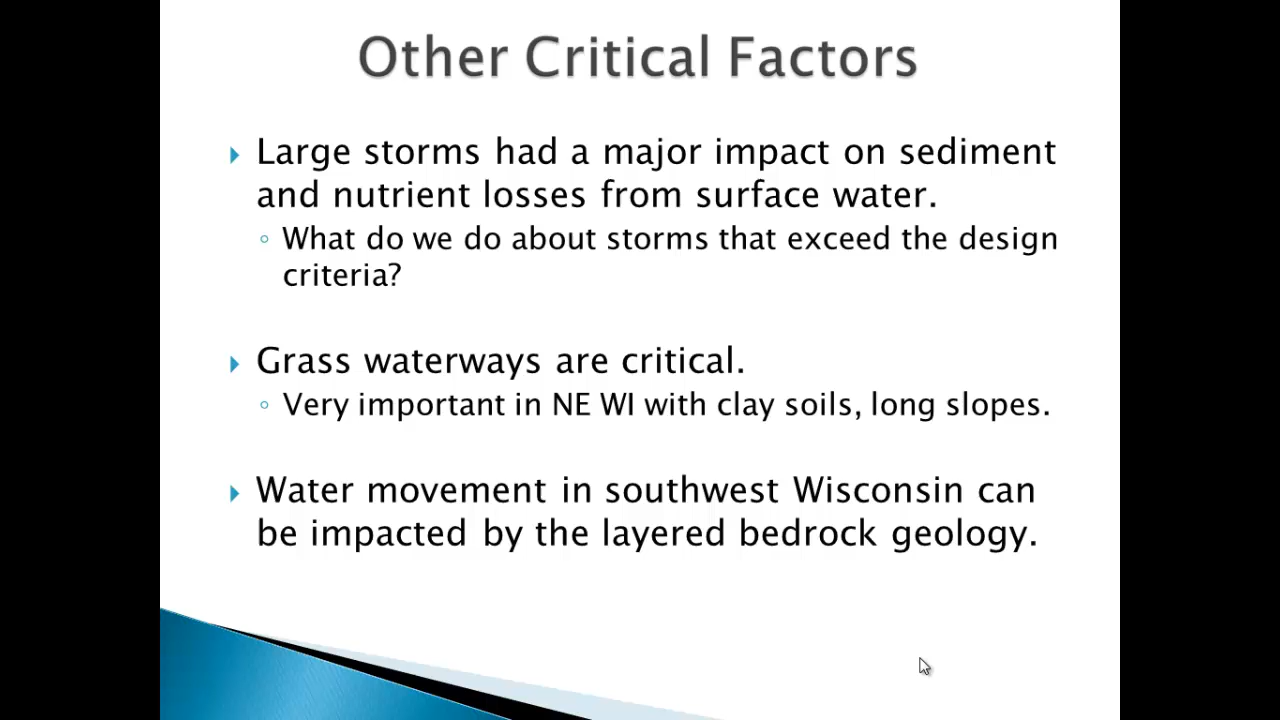 Other Critical Factors
Large storms had a major impact on sediment
and nutrient losses from surface water.
What do we do about storms that exceed the design
criteria?
Grass waterways are critical.
Very important in NE WI with clay soils, long slopes.
Water movement in southwest Wisconsin can
be impacted by the layered bedrock geology.